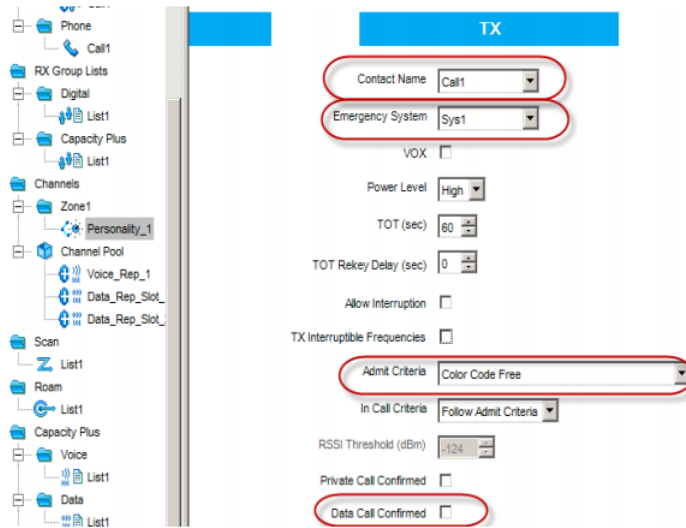 Call1
Phone
Call1
RX Group Lists
Digital
List1
Capacity Plus
List1
Channels
Zone1
Personality_1
Channel Pool
Voice_Rep_1
Data_Rep_Slot_
Data_Rep_Slot_
Scan
List1
Roam
List1
Capacity Plus
Voice
List1
Data
List1
TX
Contact Name Call1
Emergency System Sys1
VOX
Power Level High
TOT (sec) 60
TOT Rekey Delay (sec) 0
Allow Interruption
TX Interruptible Frequencies
Admit Criteria Color Code Free
In Call Criteria Follow Admit Criteria
RSSI Threshold (dBm) -124
Private Call Confirmed
Data Call Confirmed